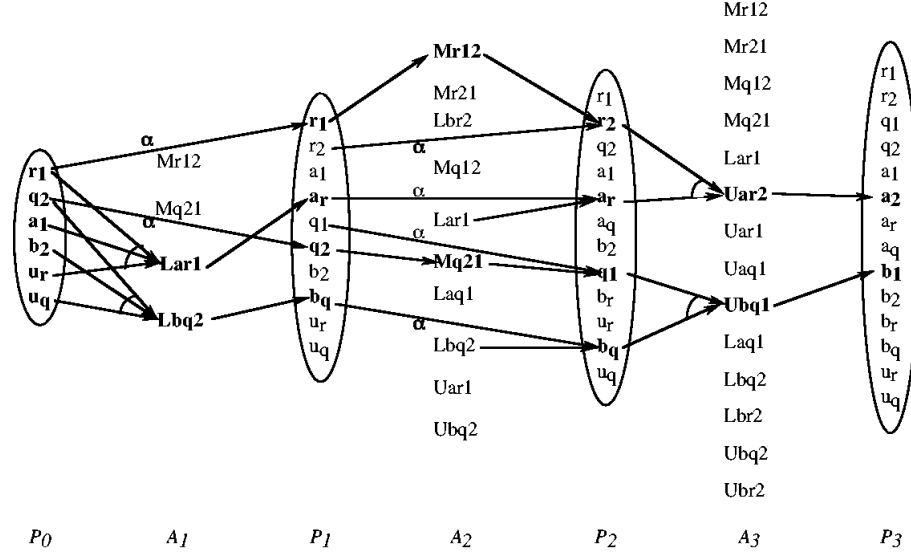 r1
q2
a1
b2
ur
uq
P0
α
Mr12
Mq21
α
Lar1
Lbq2
A1
r1
r2
a1
ar
q1
q2
b2
bq
ur
uq
P1
Mr12
Mr21
Lbr2
α
Mq12
α
Lar1
α
Mq21
Laq1
α
Lbq2
Uar1
Ubq2
A2
r1
r2
q2
a1
ar
aq
b2
q1
br
ur
bq
uq
P2
Mr12
Mr21
Mq12
Mq21
Lar1
Uar2
Uar1
Uaq1
Ubq1
Laq1
Lbq2
Lbr2
Ubq2
Ubr2
A3
r1
r2
q1
q2
a1
a2
ar
aq
b1
b2
br
bq
ur
uq
P3